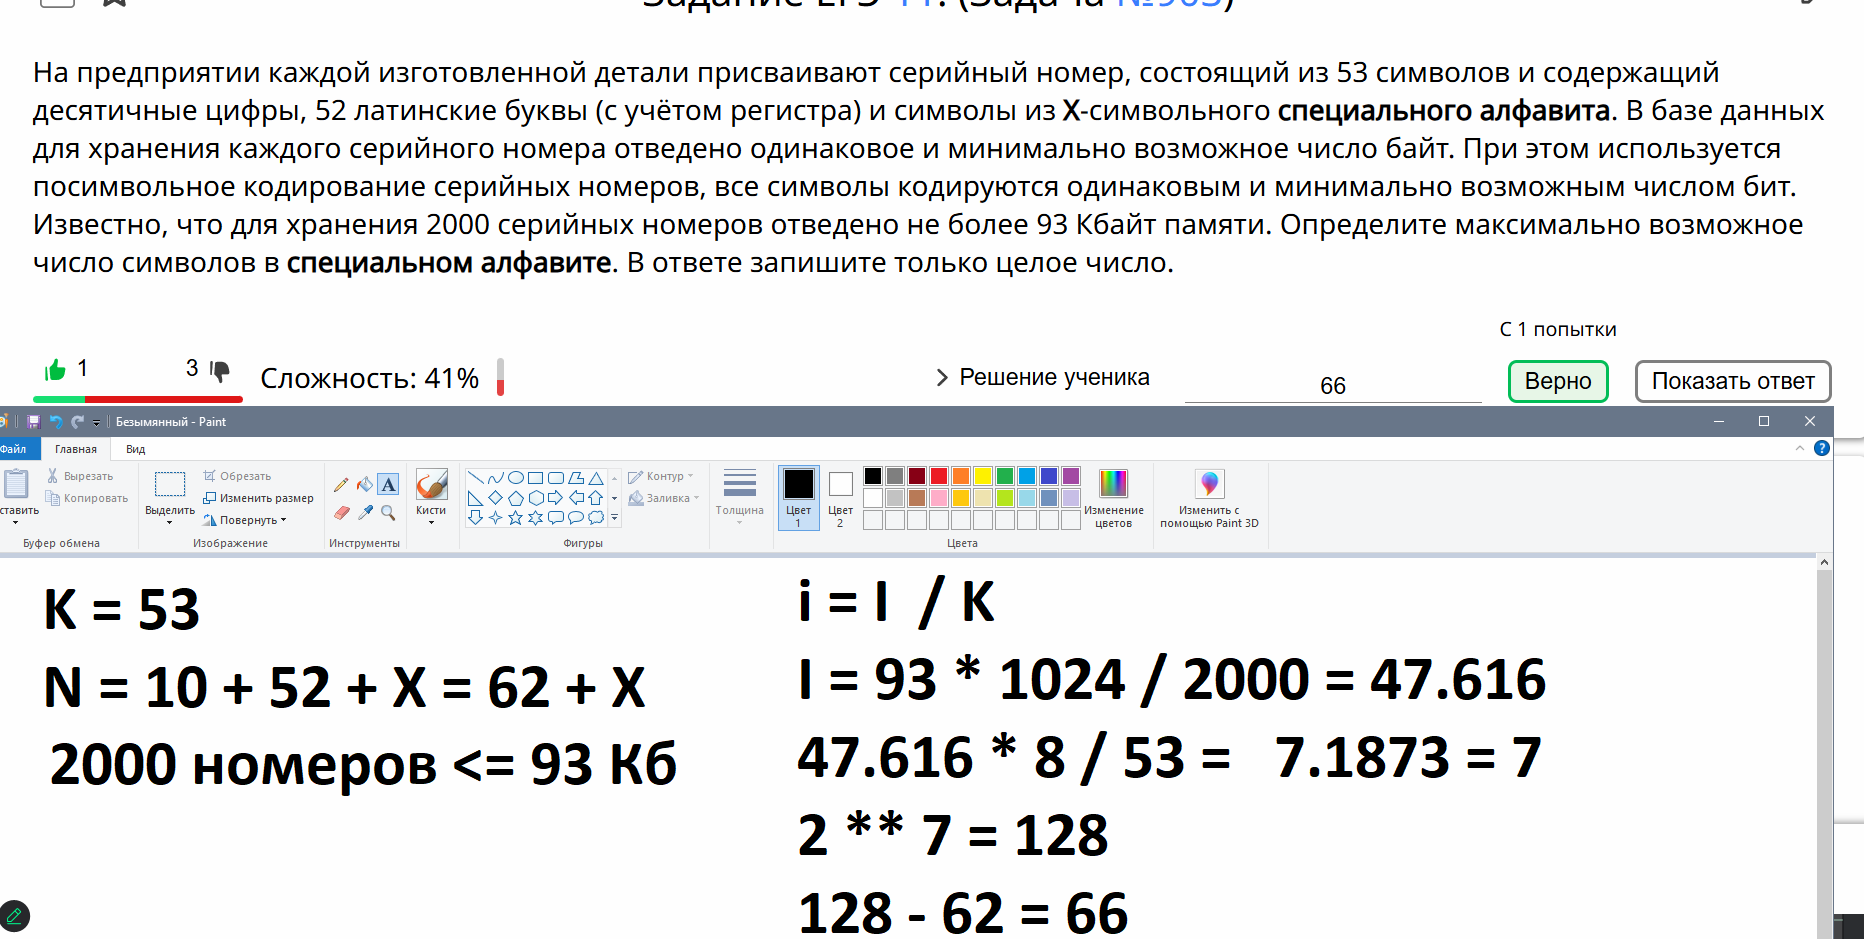 На предприятии каждой изготовленной детали присваивают серийный номер, состоящий из 53 символов и содержащий
десятичные цифры, 52 латинские буквы (с учётом регистра) и символы из X-символьного специального алфавита. В базе данных
для хранения каждого серийного номера отведено одинаковое и минимально возможное число байт. При этом используется
посимвольное кодирование серийных номеров, все символы кодируются одинаковым и минимально возможным числом бит.
Известно, что для хранения 2000 серийных номеров отведено не более 93 Кбайт памяти. Определите максимально возможное
число символов в специальном алфавите. В ответе запишите только целое число.
С 1 попытки
1 3 Сложность: 41% Решение ученика 66 Верно Показать ответ
Безымянный - Paint
Файл Главная Вид
Вырезать
Копировать
ставить
Буфер обмена
Выделить
Обрезать
Изменить размер
Повернуть
Изображение
A
Инструменты
Кисти
Фигуры
Контур
Заливка
Толщина
Цвет
1
Цвет
2
Цвета
Изменение
цветов
Изменить с
помощью Paint 3D
K = 53
N = 10 + 52 + X = 62 + X
2000 номеров <= 93 Кб
i = I / K
I = 93 * 1024 / 2000 = 47.616
47.616 * 8 / 53 = 7.1873 = 7
2 ** 7 = 128
128 - 62 = 66